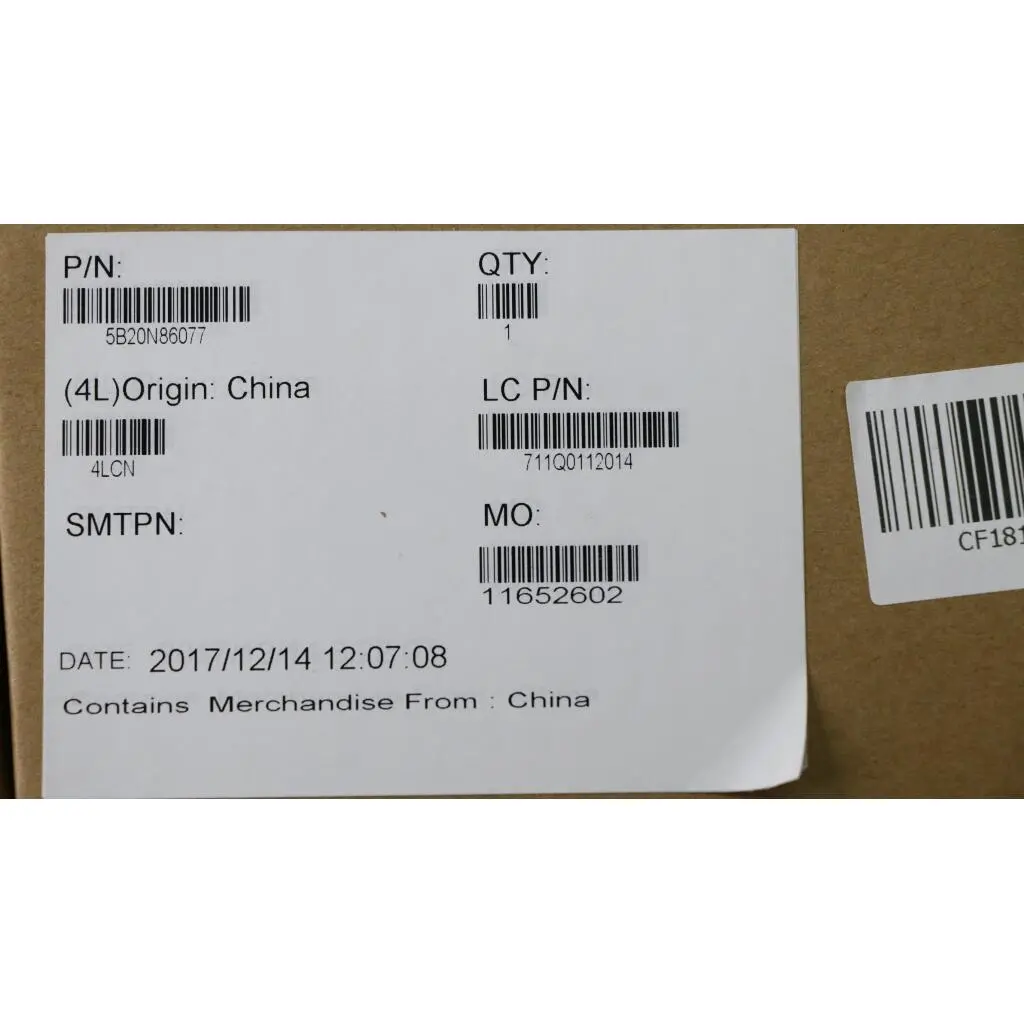 P/N:
5B20N86077
QTY:
1
(4L)Origin: China
4LCN
LC P/N:
711Q0112014
SMTPN:
MO:
11652602
DATE: 2017/12/14 12:07:08
Contains Merchandise From : China
CF181